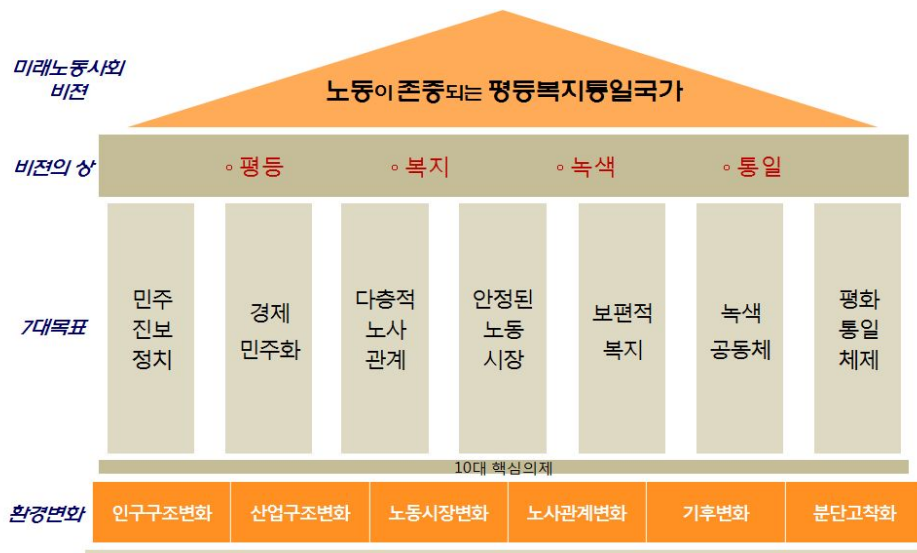 미래노동사회
비젼
노동이 존중되는 평등복지통일국가
비젼의 상
◦ 평등
◦ 복지
◦ 녹색
◦ 통일
7대목표
민주
진보
정치
경제
민주화
다층적
노사
관계
안정된
노동
시장
보편적
복지
녹색
공동체
평화
통일
체제
10대 핵심의제
환경변화
인구구조변화
산업구조변화
노동시장변화
노사관계변화
기후변화
분단고착화